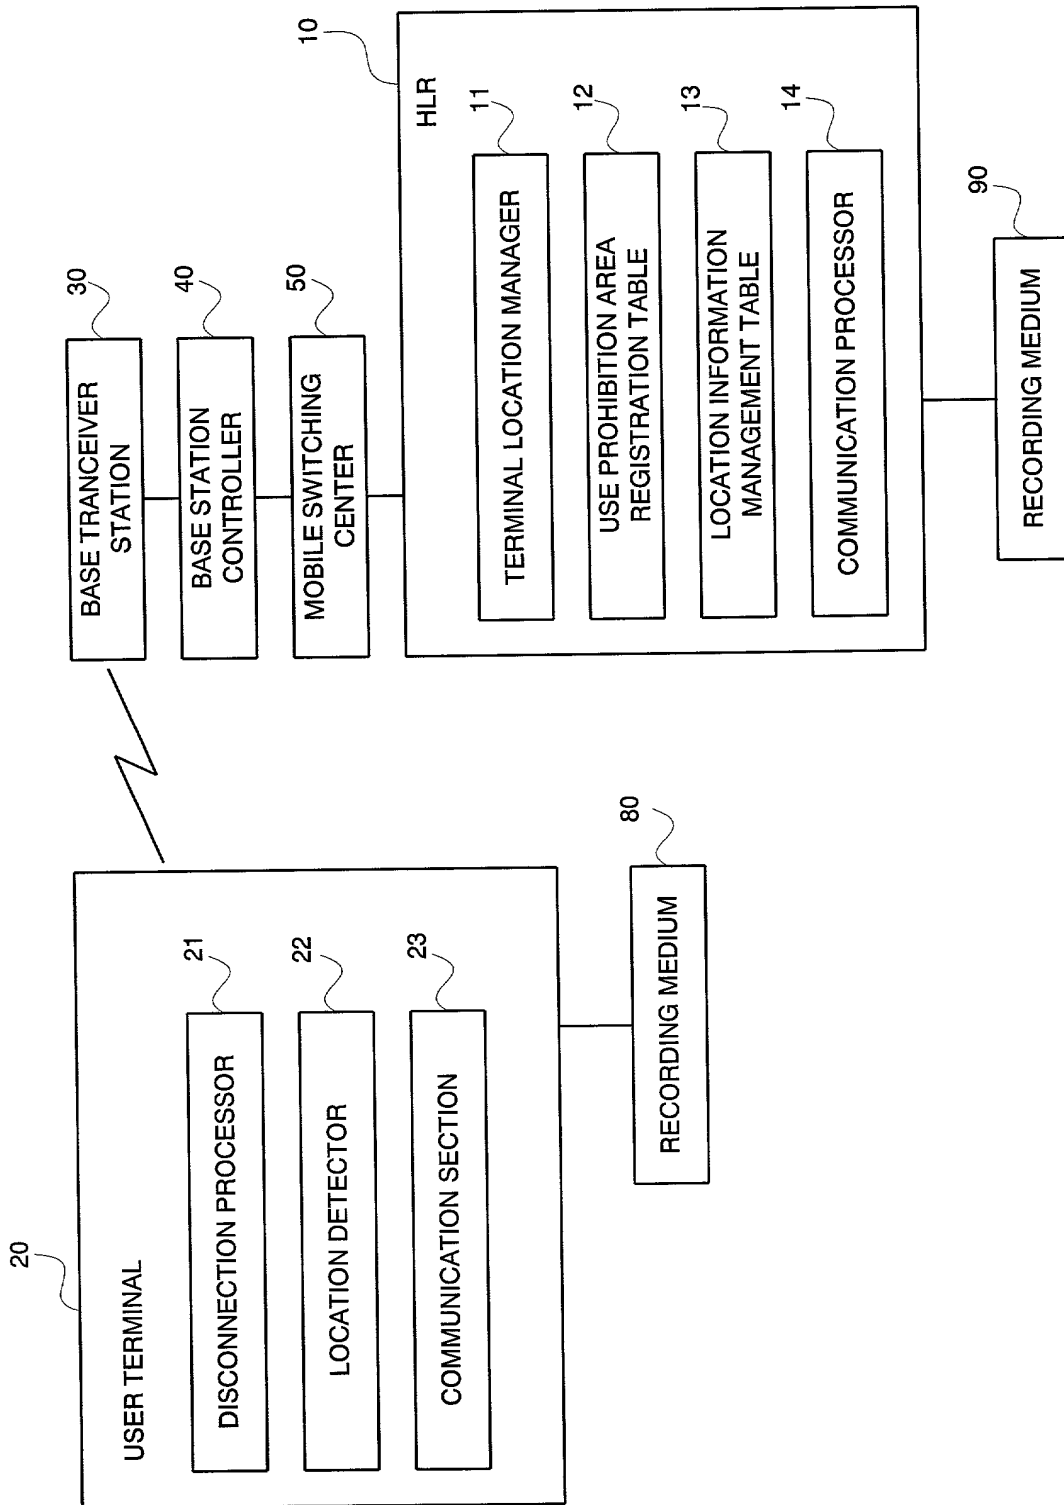 20
USER TERMINAL
DISCONNECTION PROCESSOR
21
LOCATION DETECTOR
22
COMMUNICATION SECTION
23
RECORDING MEDIUM
80
BASE TRANCEIVER
STATION
30
BASE STATION
CONTROLLER
40
MOBILE SWITCHING
CENTER
50
10
HLR
TERMINAL LOCATION MANAGER
11
USE PROHIBITION AREA
REGISTRATION TABLE
12
LOCATION INFORMATION
MANAGEMENT TABLE
13
COMMUNICATION PROCESSOR
14
RECORDING MEDIUM
90